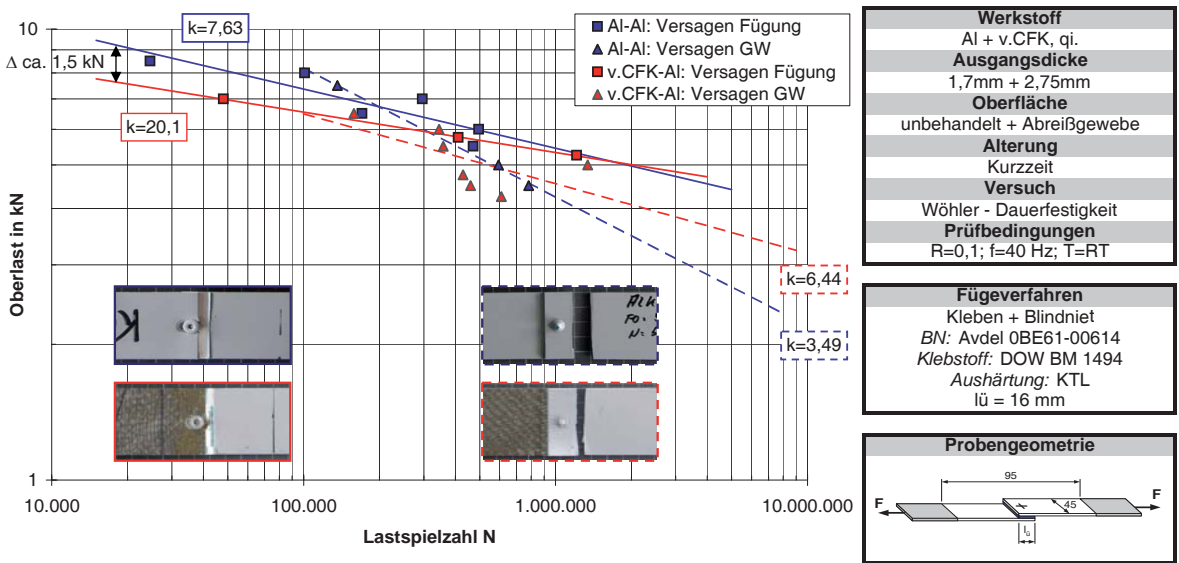 10
1
Oberlast in kN
10.000
100.000
1.000.000
10.000.000
Lastspielzahl N
Δ ca. 1,5 kN
k=7,63
k=20,1
k=6,44
k=3,49
Al-Al: Versagen Fügung
Al-Al: Versagen GW
v.CFK-Al: Versagen Fügung
v.CFK-Al: Versagen GW
K
Werkstoff
Al + v.CFK, qi.
Ausgangsdicke
1,7mm + 2,75mm
Oberfläche
unbehandelt + Abreißgewebe
Alterung
Kurzzeit
Versuch
Wöhler - Dauerfestigkeit
Prüfbedingungen
R=0,1; f=40 Hz; T=RT
Fügeverfahren
Kleben + Blindniet
BN: Avdel 0BE61-00614
Klebstoff: DOW BM 1494
Aushärtung: KTL
lü = 16 mm
Probengeometrie
95
45
F
F
lü